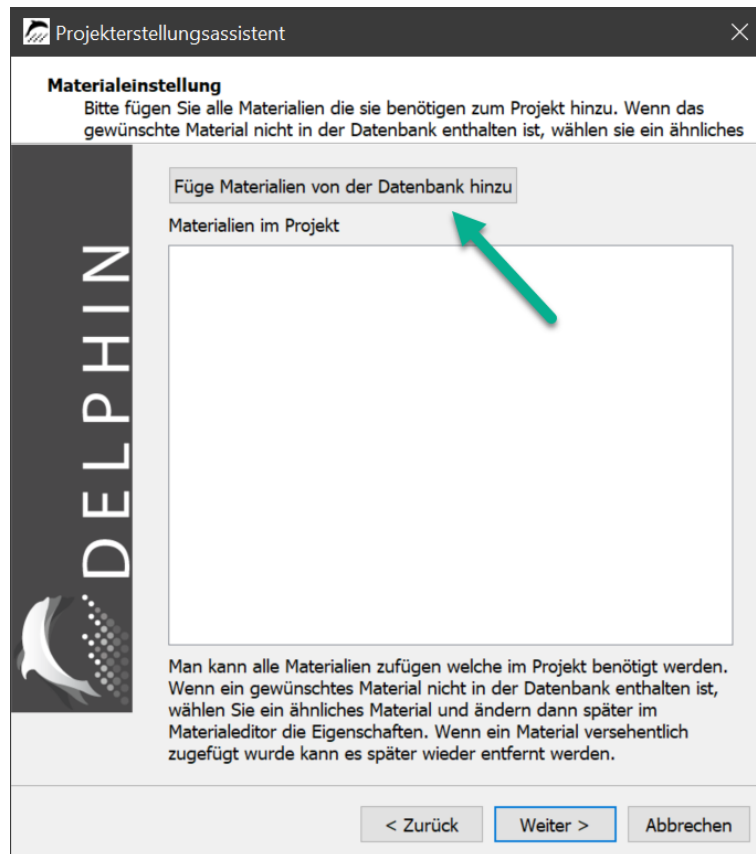 Projekterstellungsassistent
Materialeinstellung
Bitte fügen Sie alle Materialien die sie benötigen zum Projekt hinzu. Wenn das
gewünschte Material nicht in der Datenbank enthalten ist, wählen sie ein ähnliches
Füge Materialien von der Datenbank hinzu
Materialien im Projekt
DELPHIN
Man kann alle Materialien zufügen welche im Projekt benötigt werden.
Wenn ein gewünschtes Material nicht in der Datenbank enthalten ist,
wählen Sie ein ähnliches Material und ändern dann später im
Materialeditor die Eigenschaften. Wenn ein Material versehentlich
zugefügt wurde kann es später wieder entfernt werden.
< Zurück
Weiter >
Abbrechen